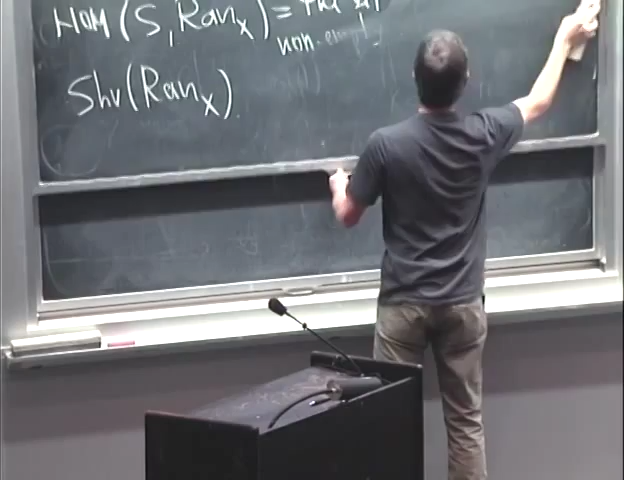 Hom(S, Ran_X) =
non-empty
Shv(Ran_X)